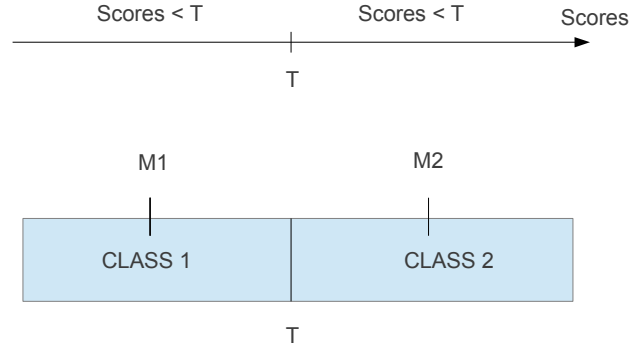 Scores < T
Scores < T
Scores
T
M1
M2
CLASS 1
CLASS 2
T